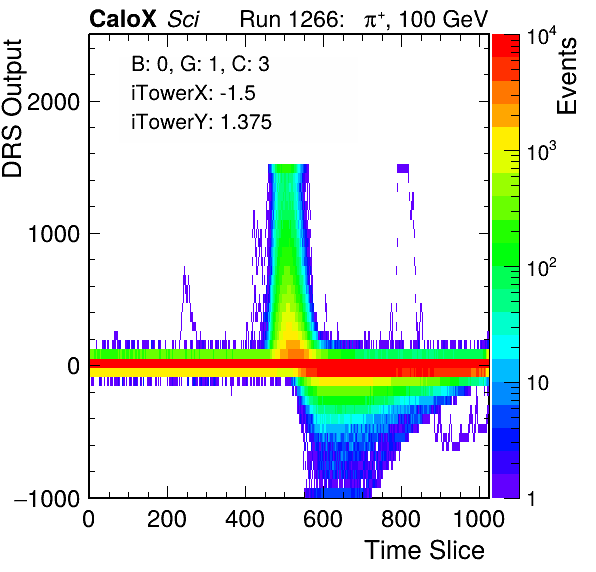 CaloX Sci Run 1266: π⁺, 100 GeV
B: 0, G: 1, C: 3
iTowerX: -1.5
iTowerY: 1.375
DRS Output
2000
1000
0
−1000
0 200 400 600 800 1000
Time Slice
Events
10⁴
10³
10²
10
1